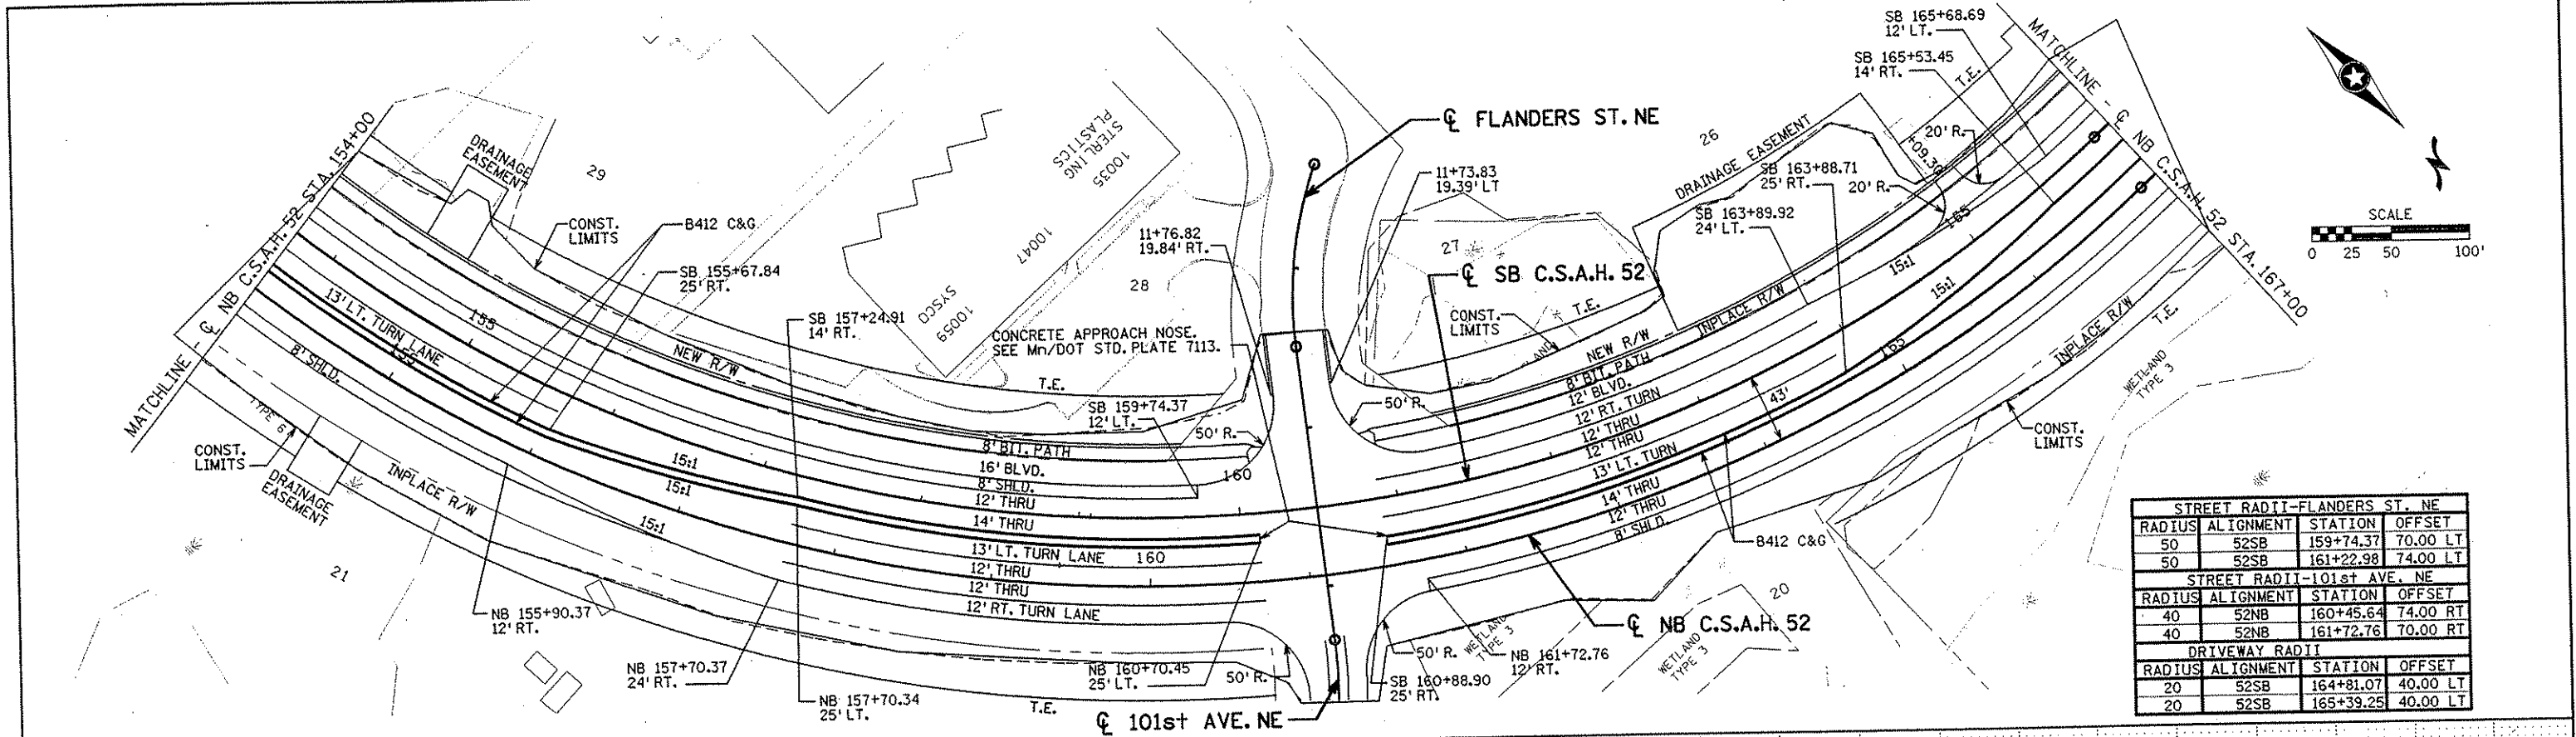 SB 165+68.69
12' LT.
SB 165+53.45
14' RT.
MATCHLINE - ℄ NB C.S.A.H. 52 STA. 167+00
MATCHLINE - ℄ NB C.S.A.H. 52 STA. 154+00
DRAINAGE
EASEMENT
29
CONST.
LIMITS
B412 C&G
SB 155+67.84
25' RT.
STERLING
PLASTICS
10035
10047
SYSCO
10059
28
℄ FLANDERS ST. NE
11+73.83
19.39' LT
11+76.82
19.84' RT.
26
DRAINAGE EASEMENT
T.E.
20' R.
20' R.
SB 163+88.71
25' RT.
SB 163+89.92
24' LT.
27
℄ SB C.S.A.H. 52
SCALE
0 25 50 100'
CONST.
LIMITS
T.E.
NEW R/W
INPLACE R/W
165
15:1
15:1
165
13' LT. TURN LANE
155
155
8' SHLD.
NEW R/W
SB 157+24.91
14' RT.
CONCRETE APPROACH NOSE.
SEE Mn/DOT STD. PLATE 7113.
T.E.
SB 159+74.37
12' LT.
50' R.
50' R.
8' BIT. PATH
12' BLVD.
12' RT. TURN
12' THRU
12' THRU
13' LT. TURN
14' THRU
12' THRU
8' SHLD.
43'
INPLACE R/W
T.E.
WETLAND
TYPE 3
CONST.
LIMITS
TYPE 6
CONST.
LIMITS
DRAINAGE
EASEMENT
INPLACE R/W
15:1
15:1
15:1
8' BIT. PATH
16' BLVD.
8' SHLD.
160
12' THRU
14' THRU
13' LT. TURN LANE 160
12' THRU
12' THRU
12' RT. TURN LANE
B412 C&G
20
21
NB 155+90.37
12' RT.
NB 157+70.37
24' RT.
NB 157+70.34
25' LT.
T.E.
NB 160+70.45
25' LT.
50' R.
℄ 101st AVE. NE
50' R.
SB 160+88.90
25' RT.
WETLAND
TYPE 3
NB 161+72.76
12' RT.
℄ NB C.S.A.H. 52
WETLAND
TYPE 3
STREET RADII-FLANDERS ST. NE
RADIUS ALIGNMENT STATION OFFSET
50 52SB 159+74.37 70.00 LT
50 52SB 161+22.98 74.00 LT
STREET RADII-101st AVE. NE
RADIUS ALIGNMENT STATION OFFSET
40 52NB 160+45.64 74.00 RT
40 52NB 161+72.76 70.00 RT
DRIVEWAY RADII
RADIUS ALIGNMENT STATION OFFSET
20 52SB 164+81.07 40.00 LT
20 52SB 165+39.25 40.00 LT